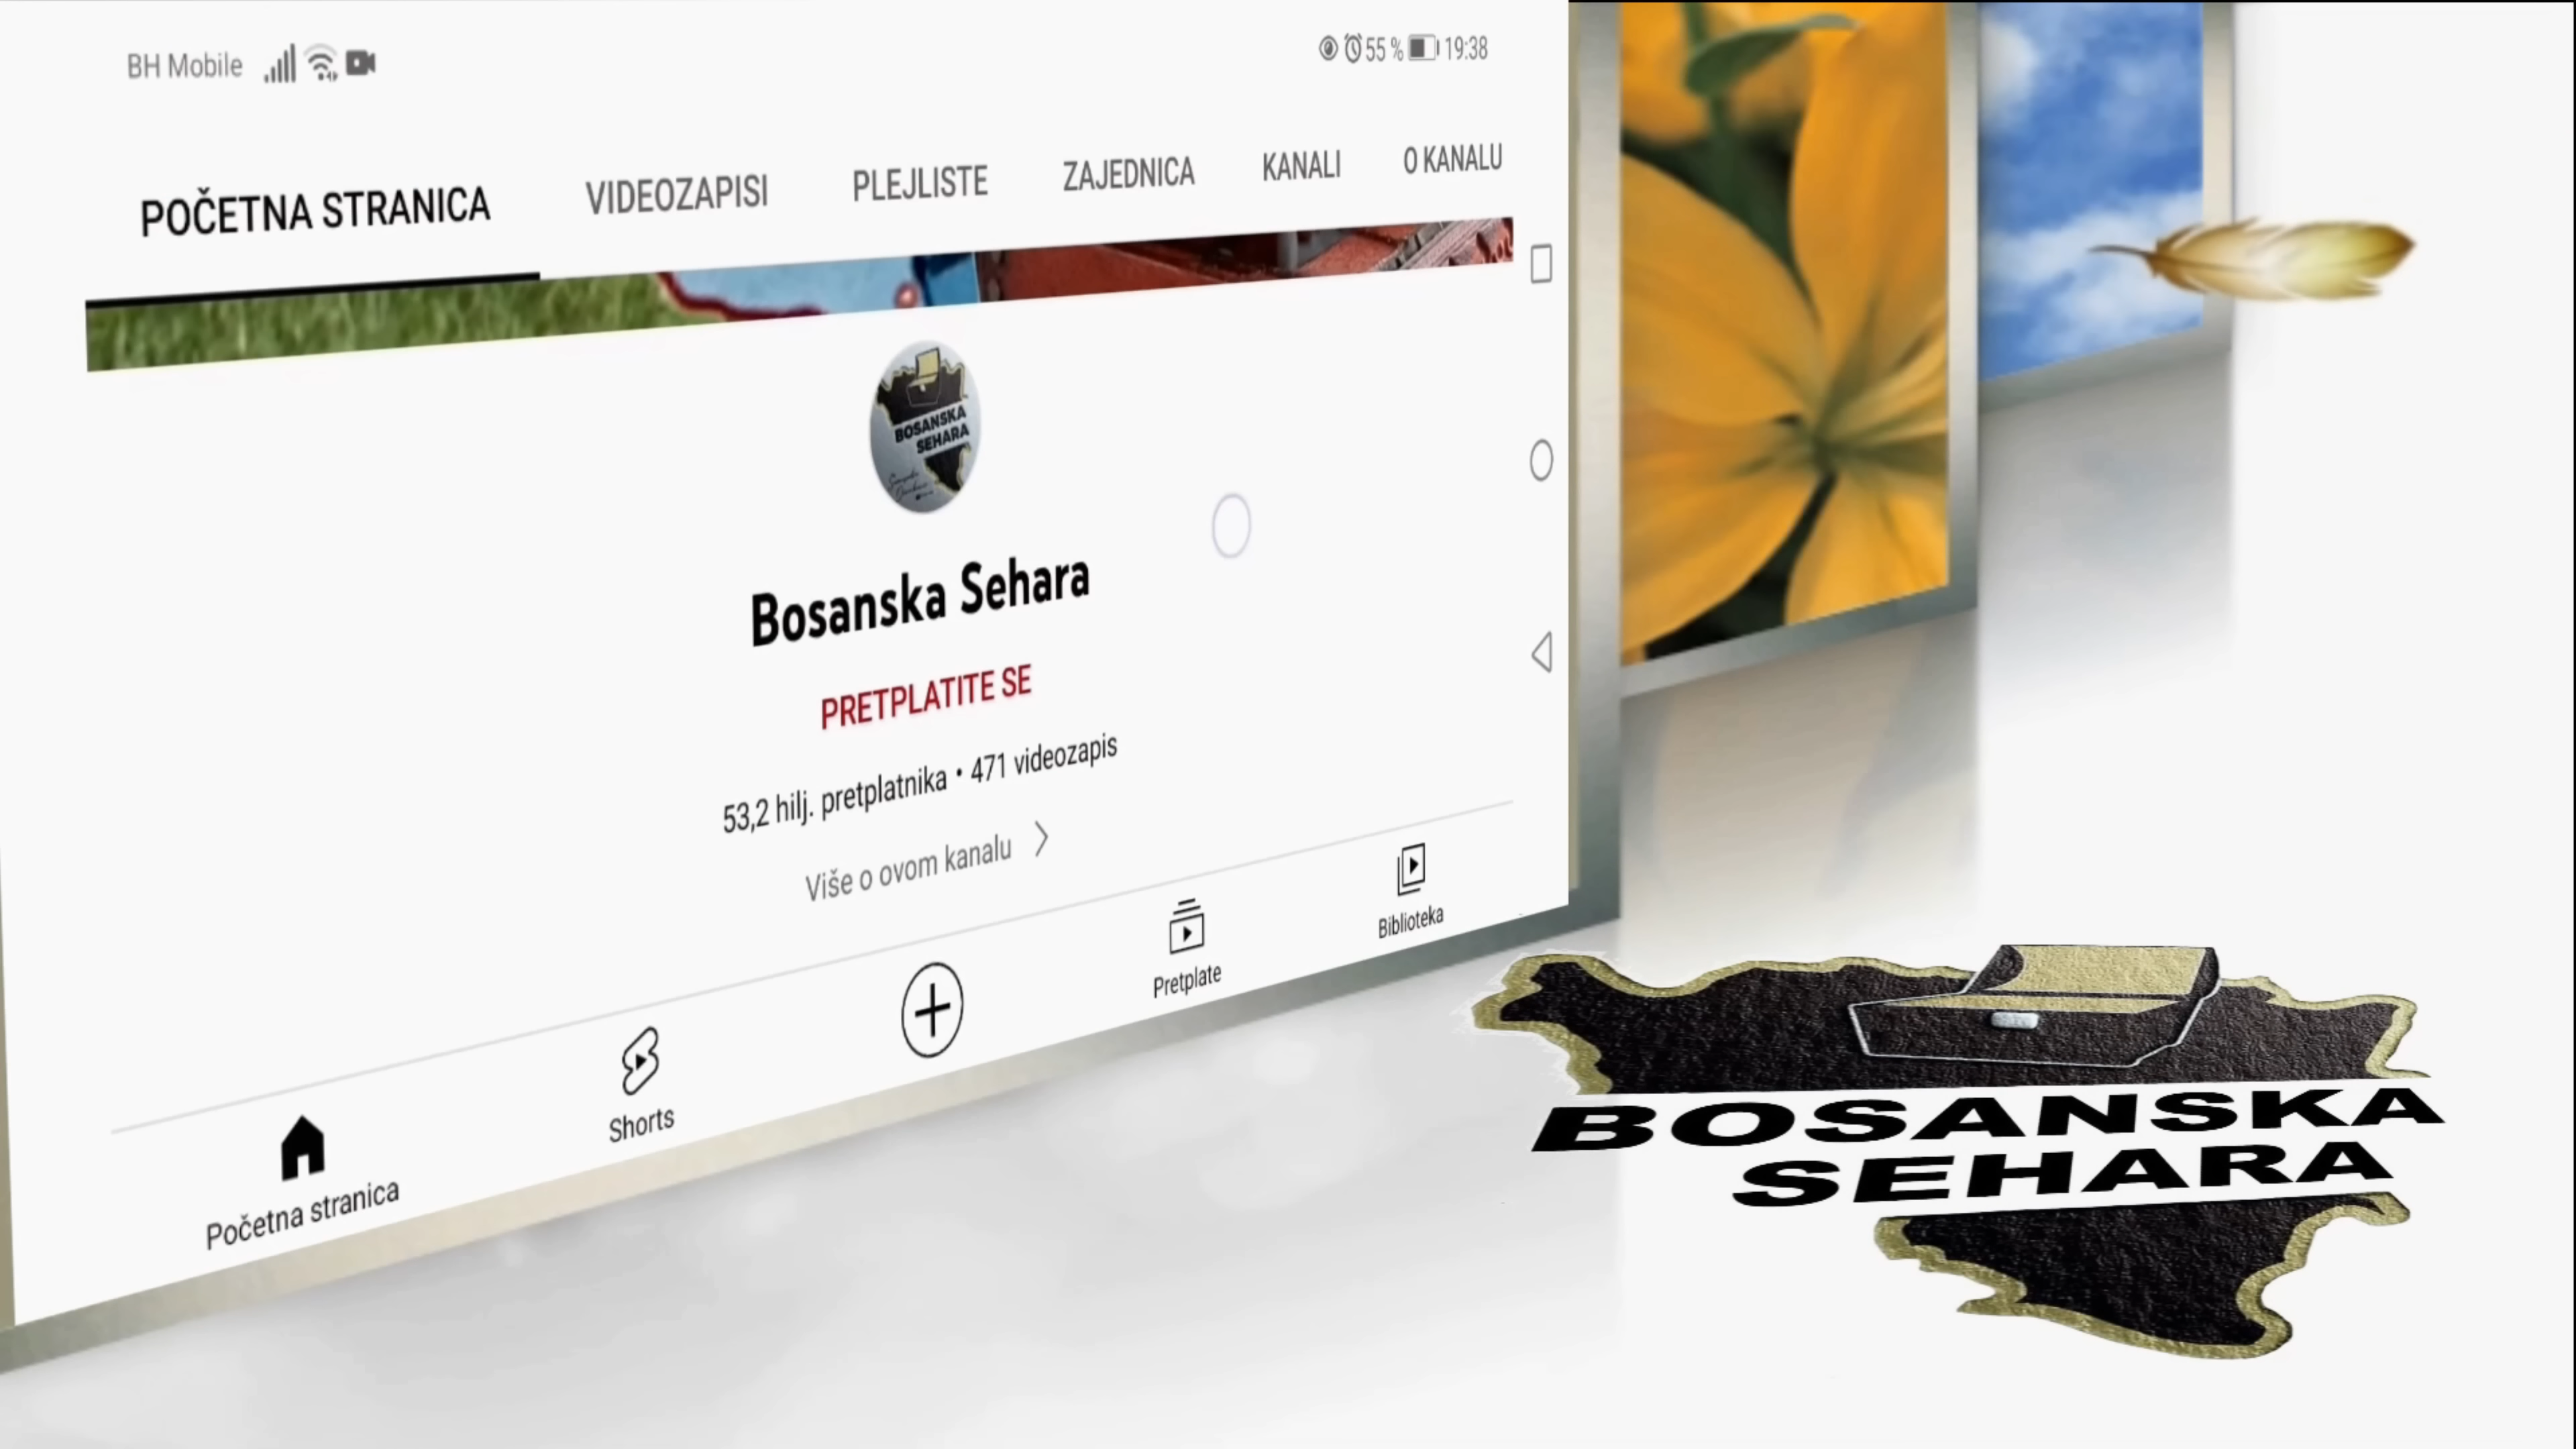 BH Mobile
55 % 19:38
POČETNA STRANICA VIDEOZAPISI PLEJLISTE ZAJEDNICA KANALI O KANALU
BOSANSKA
SEHARA
Bosanska Sehara
PRETPLATITE SE
53,2 hilj. pretplatnika • 471 videozapis
Više o ovom kanalu
Početna stranica
Shorts
Pretplate
Biblioteka
BOSANSKA
SEHARA